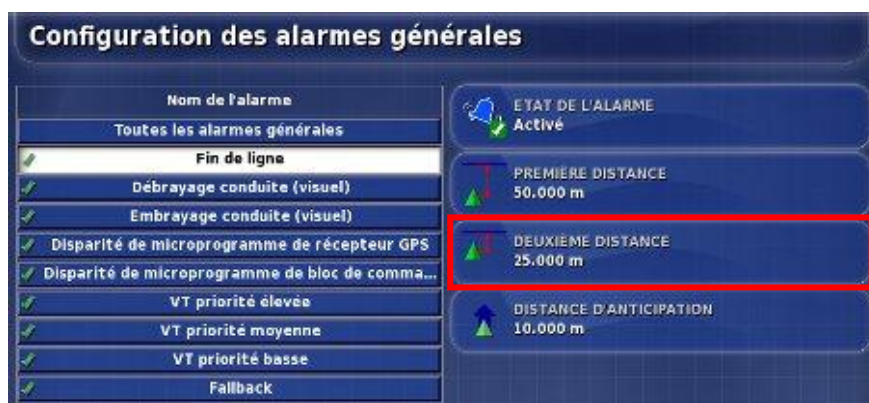 Configuration des alarmes générales
Nom de l'alarme
Toutes les alarmes générales
Fin de ligne
Débrayage conduite (visuel)
Embrayage conduite (visuel)
Disparité de microprogramme de récepteur GPS
Disparité de microprogramme de bloc de comma...
VT priorité élevée
VT priorité moyenne
VT priorité basse
Fallback
ETAT DE L'ALARME
Activé
PREMIÈRE DISTANCE
50.000 m
DEUXIÈME DISTANCE
25.000 m
DISTANCE D'ANTICIPATION
10.000 m